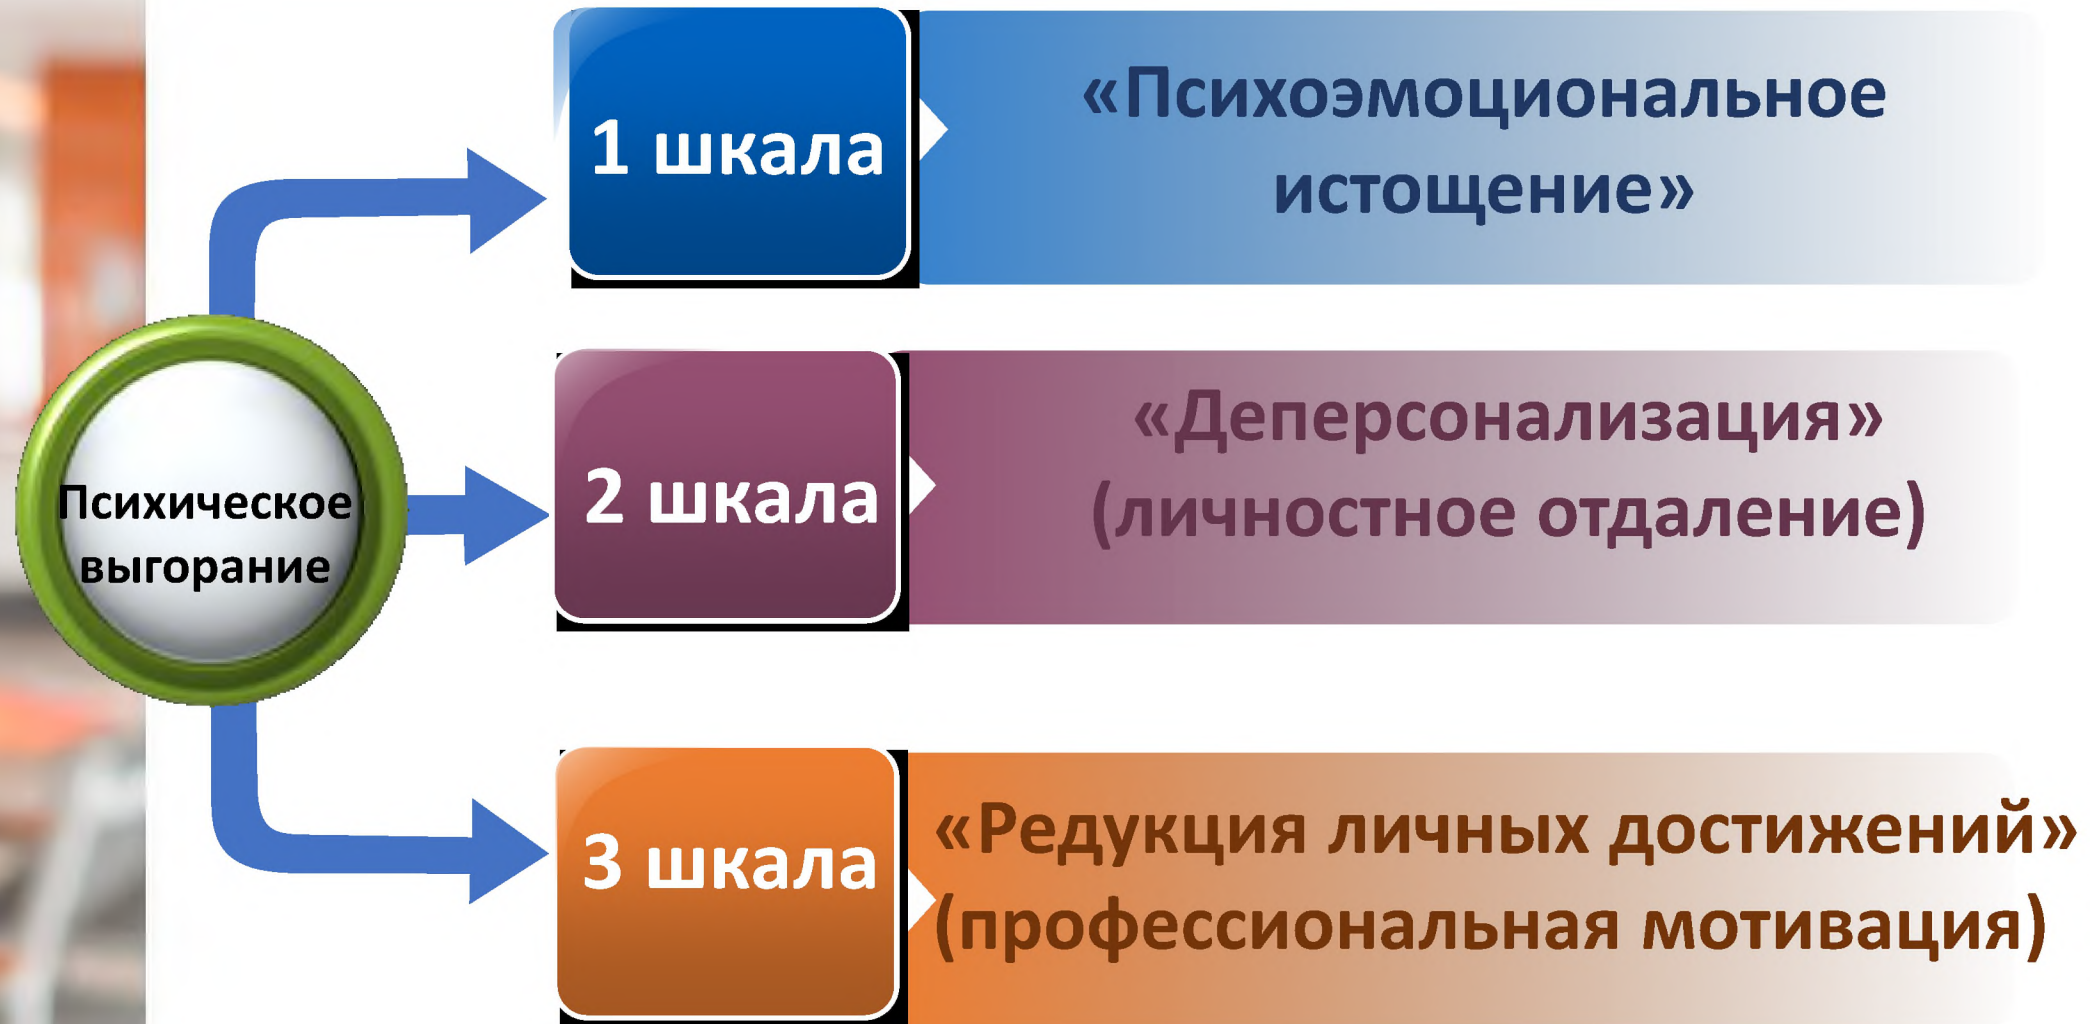 Психическое
выгорание
1 шкала
«Психоэмоциональное
истощение»
2 шкала
«Деперсонализация»
(личностное отдаление)
3 шкала
«Редукция личных достижений»
(профессиональная мотивация)